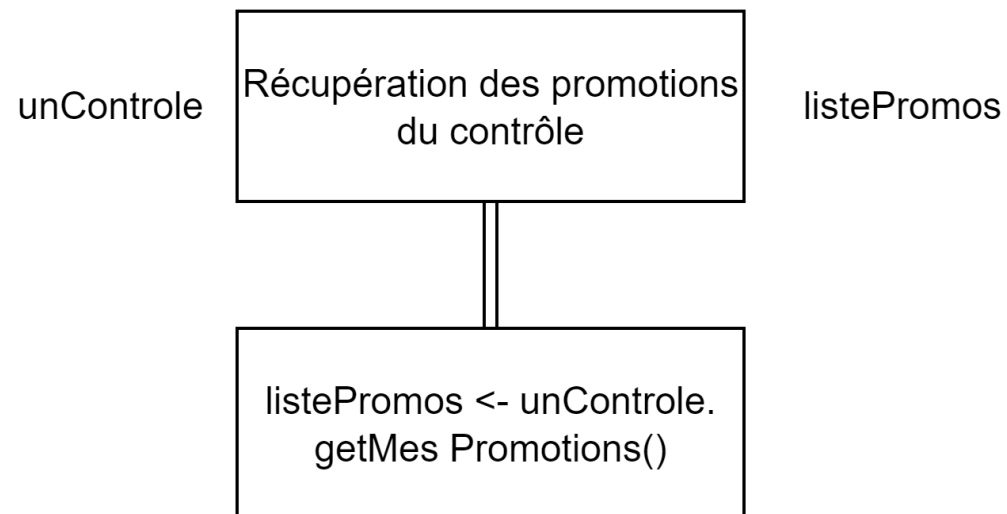 Récupération des promotions
unControle
listePromos
du contrôle
listePromos <- unControle.
getMes Promotions()